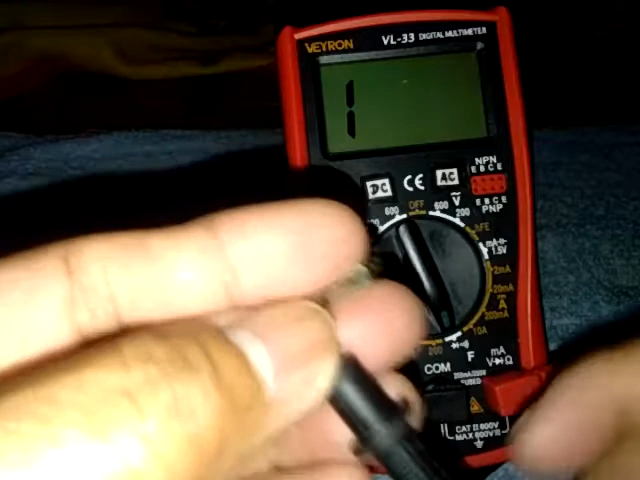 VEYRON VL-33 DIGITAL MULTIMETER
1
DC CE AC
NPN
E B C E
E B C E
PNP
600 OFF 600 V 200
hFE
1.5V
2mA
20mA
A
200mA
10A
200
COM F mA
VΩ
FUSED
CAT II 600V
MAX 600V